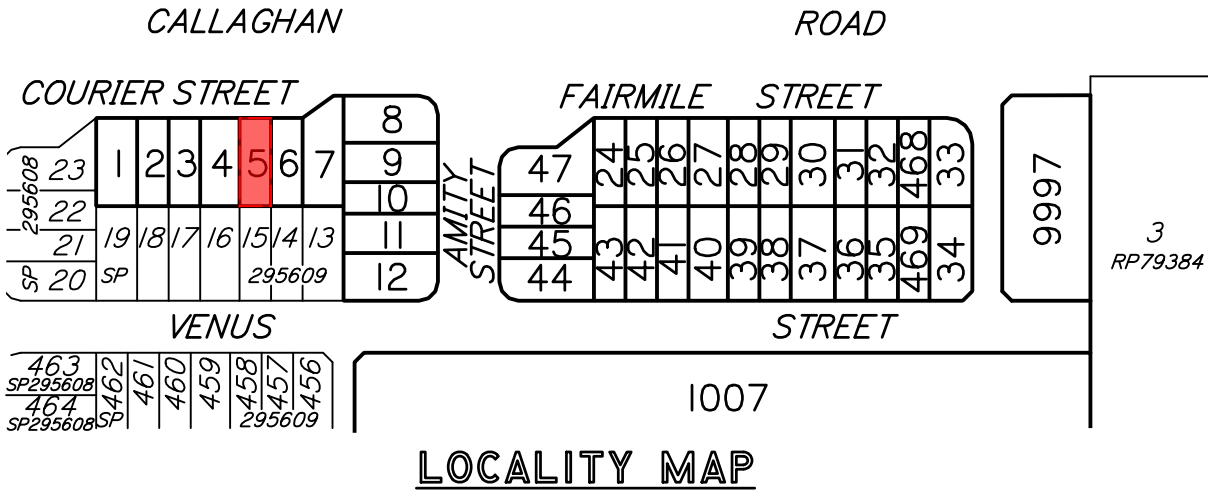 CALLAGHAN ROAD
COURIER STREET FAIRMILE STREET
8
23 1 2 3 4 5 6 7 9 47 24 25 26 27 28 29 30 31 32 468 33
295608
22 10 46
AMITY STREET
9997
3
RP79384
21 19 18 17 16 15 14 13 11 45 43 42 41 40 39 38 37 36 35 469 34
SP 20 SP 295609 12 44
VENUS STREET
463 462 461 460 459 458 457 456
SP295608
464
SP295608 SP 295609
1007
LOCALITY MAP